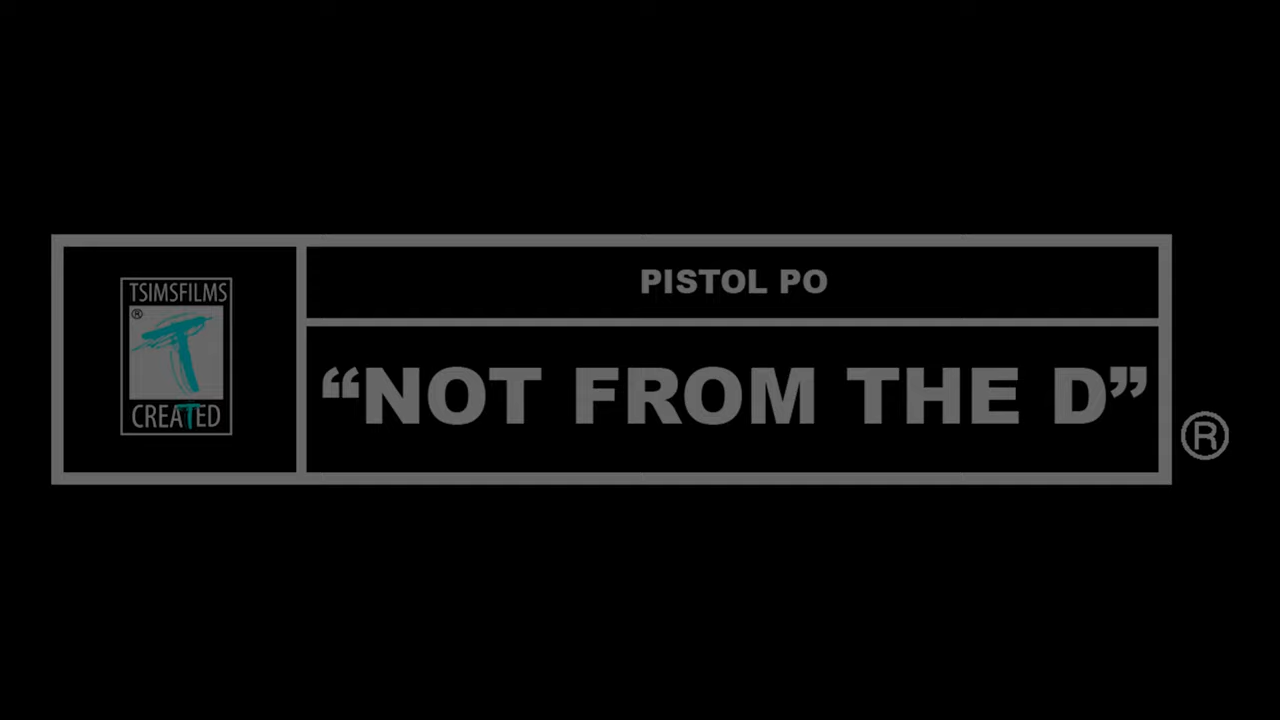 TSIMSFILMS
®
T
CREATED
PISTOL PO
“NOT FROM THE D”
®